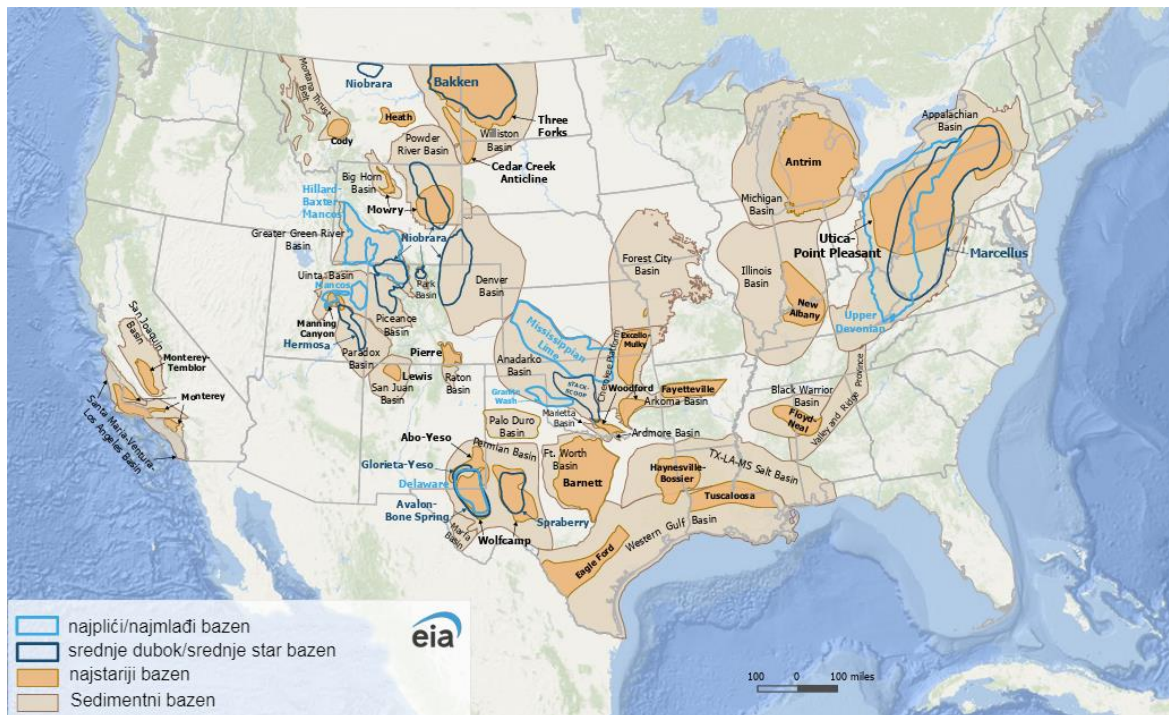 Montana Thrust
Belt
Niobrara
Bakken
Heath
Cody
Powder
River Basin
Williston
Basin
Three
Forks
Cedar Creek
Anticline
Big Horn
Basin
Mowry
Hillard-
Baxter-
Mancos
Greater Green River
Basin
Niobrara
Uinta Basin
Mancos
Park
Basin
Denver
Basin
Manning
Canyon
Hermosa
Piceance
Basin
Paradox
Basin
Pierre
Lewis
San Juan
Basin
Raton
Basin
San Joaquin
Basin
Monterey-
Temblor
Monterey
Santa Maria-Ventura-
Los Angeles Basin
Forest City
Basin
Mississippian
Lime
Anadarko
Basin
Granite
Wash
STACK-
SCOOP
Cherokee Platform
Excello-
Mulky
Woodford
Fayetteville
Arkoma Basin
Marietta
Basin
Ardmore Basin
Palo Duro
Basin
Abo-Yeso
Permian Basin
Glorieta-Yeso
Delaware
Avalon-
Bone Spring
Marfa
Basin
Wolfcamp
Spraberry
Ft. Worth
Basin
Barnett
Haynesville-
Bossier
TX-LA-MS Salt Basin
Tuscaloosa
Western Gulf Basin
Eagle Ford
Antrim
Michigan
Basin
Illinois
Basin
New
Albany
Appalachian
Basin
Utica-
Point Pleasant
Marcellus
Upper
Devonian
Black Warrior
Basin
Floyd-
Neal
Valley and Ridge Province
najplići/najmlađi bazen
srednje dubok/srednje star bazen
najstariji bazen
Sedimentni bazen
eia
100 0 100 miles